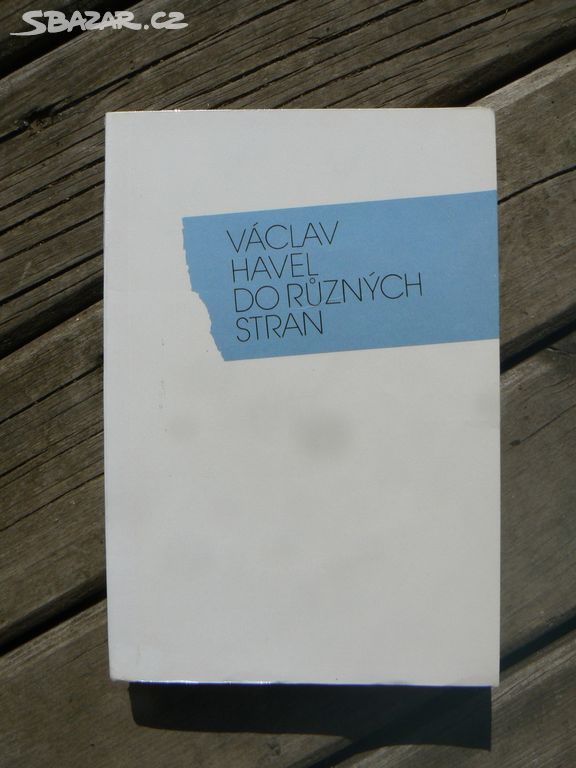 SBAZAR.CZ
VÁCLAV
HAVEL
DO RŮZNÝCH
STRAN